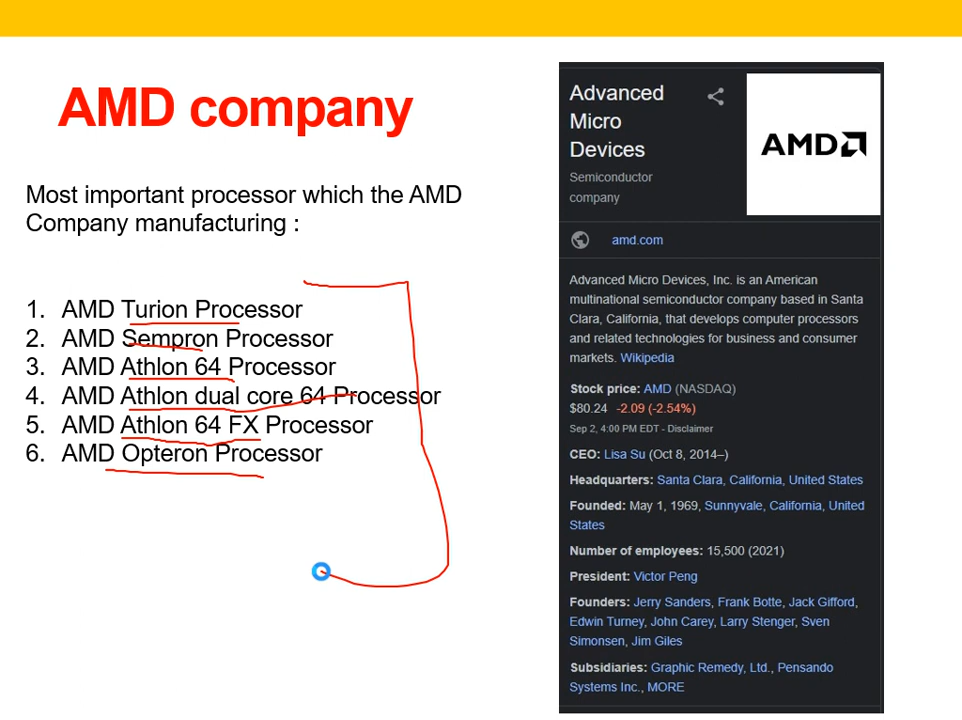 AMD company
Most important processor which the AMD
Company manufacturing :
1. AMD Turion Processor
2. AMD Sempron Processor
3. AMD Athlon 64 Processor
4. AMD Athlon dual core 64 Processor
5. AMD Athlon 64 FX Processor
6. AMD Opteron Processor
Advanced
Micro
Devices
Semiconductor
company
AMD
amd.com
Advanced Micro Devices, Inc. is an American
multinational semiconductor company based in Santa
Clara, California, that develops computer processors
and related technologies for business and consumer
markets. Wikipedia
Stock price: AMD (NASDAQ)
$80.24 -2.09 (-2.54%)
Sep 2, 4:00 PM EDT - Disclaimer
CEO: Lisa Su (Oct 8, 2014–)
Headquarters: Santa Clara, California, United States
Founded: May 1, 1969, Sunnyvale, California, United
States
Number of employees: 15,500 (2021)
President: Victor Peng
Founders: Jerry Sanders, Frank Botte, Jack Gifford,
Edwin Turney, John Carey, Larry Stenger, Sven
Simonsen, Jim Giles
Subsidiaries: Graphic Remedy, Ltd., Pensando
Systems Inc., MORE